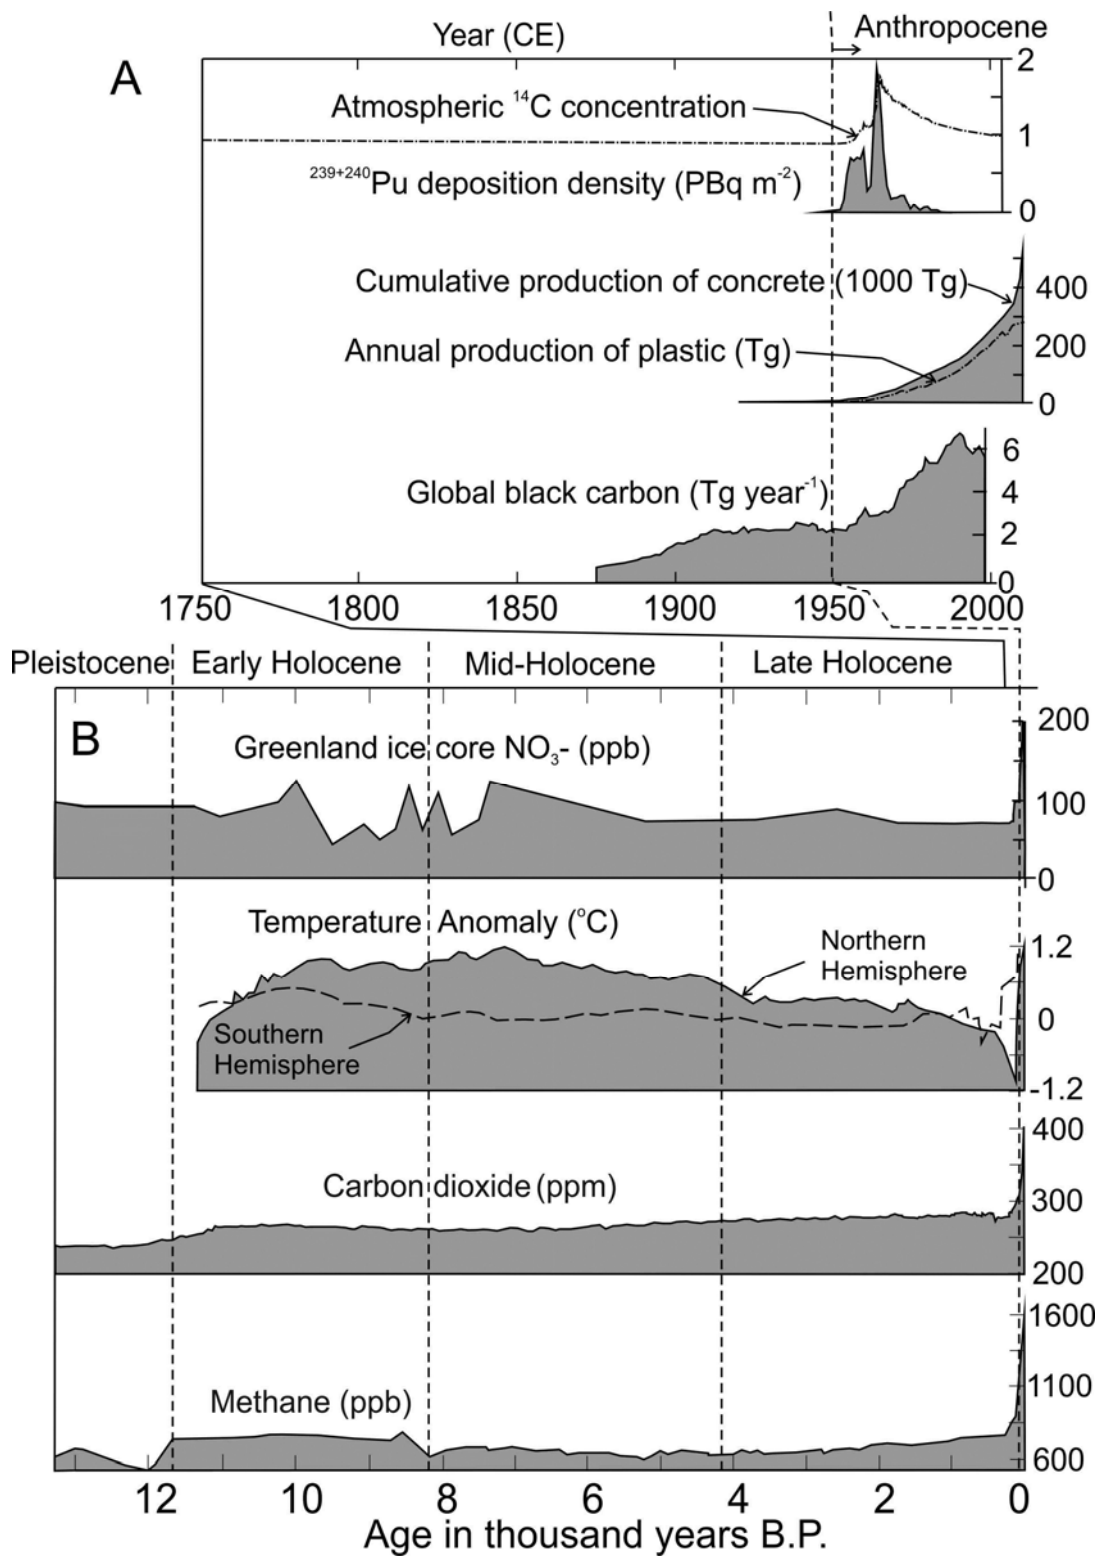 Year (CE)
Anthropocene
A
2
Atmospheric ¹⁴C concentration
1
²³⁹⁺²⁴⁰Pu deposition density (PBq m⁻²)
0
Cumulative production of concrete (1000 Tg)
400
Annual production of plastic (Tg)
200
0
6
Global black carbon (Tg year⁻¹)
4
2
0
1750 1800 1850 1900 1950 2000
Pleistocene Early Holocene Mid-Holocene Late Holocene
B
200
Greenland ice core NO₃- (ppb)
100
0
Temperature Anomaly (°C)
Northern
Hemisphere
1.2
Southern
Hemisphere
0
-1.2
400
Carbon dioxide (ppm)
300
200
1600
1100
Methane (ppb)
600
12 10 8 6 4 2 0
Age in thousand years B.P.